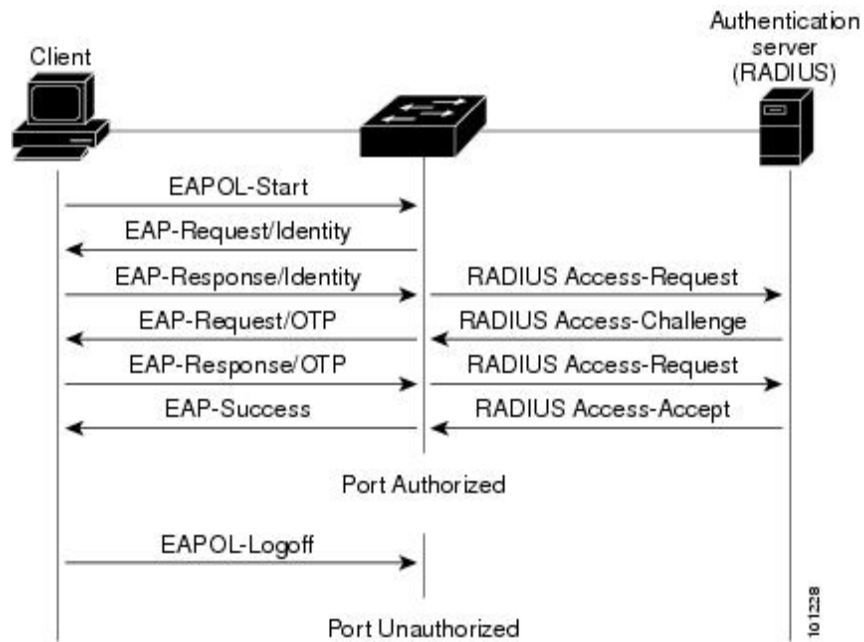 Client
Authentication
server
(RADIUS)
EAPOL-Start
EAP-Request/Identity
EAP-Response/Identity
RADIUS Access-Request
EAP-Request/OTP
RADIUS Access-Challenge
EAP-Response/OTP
RADIUS Access-Request
EAP-Success
RADIUS Access-Accept
Port Authorized
EAPOL-Logoff
Port Unauthorized
101228